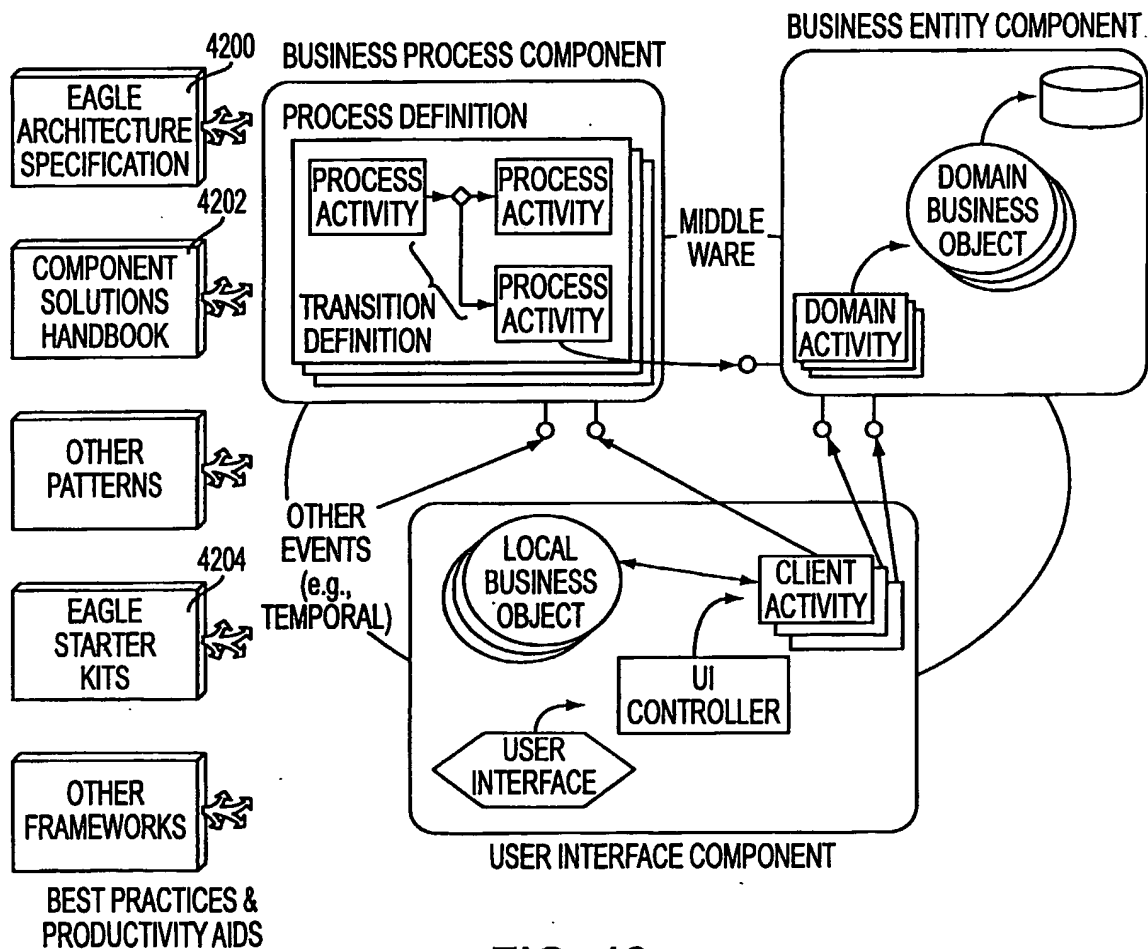 4200
EAGLE
ARCHITECTURE
SPECIFICATION
4202
COMPONENT
SOLUTIONS
HANDBOOK
OTHER
PATTERNS
4204
EAGLE
STARTER
KITS
OTHER
FRAMEWORKS
BEST PRACTICES &
PRODUCTIVITY AIDS
BUSINESS PROCESS COMPONENT
PROCESS DEFINITION
PROCESS
ACTIVITY
PROCESS
ACTIVITY
TRANSITION
DEFINITION
PROCESS
ACTIVITY
MIDDLE
WARE
BUSINESS ENTITY COMPONENT
DOMAIN
BUSINESS
OBJECT
DOMAIN
ACTIVITY
OTHER
EVENTS
(e.g.,
TEMPORAL)
LOCAL
BUSINESS
OBJECT
CLIENT
ACTIVITY
UI
CONTROLLER
USER
INTERFACE
USER INTERFACE COMPONENT
FIG. 42